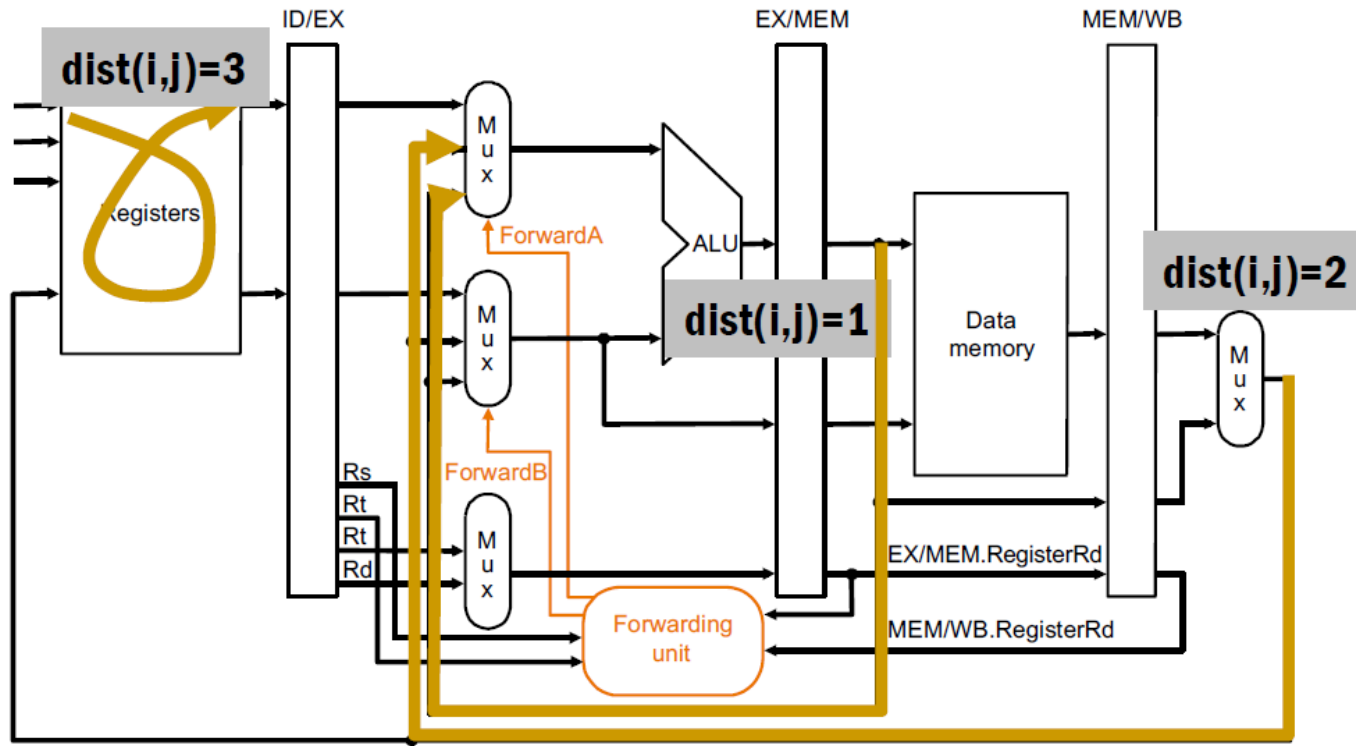 ID/EX
EX/MEM
MEM/WB
dist(i,j)=3
Registers
M
u
x
ForwardA
ALU
M
u
x
dist(i,j)=1
Data
memory
dist(i,j)=2
M
u
x
ForwardB
Rs
Rt
Rt
Rd
M
u
x
EX/MEM.RegisterRd
Forwarding
unit
MEM/WB.RegisterRd